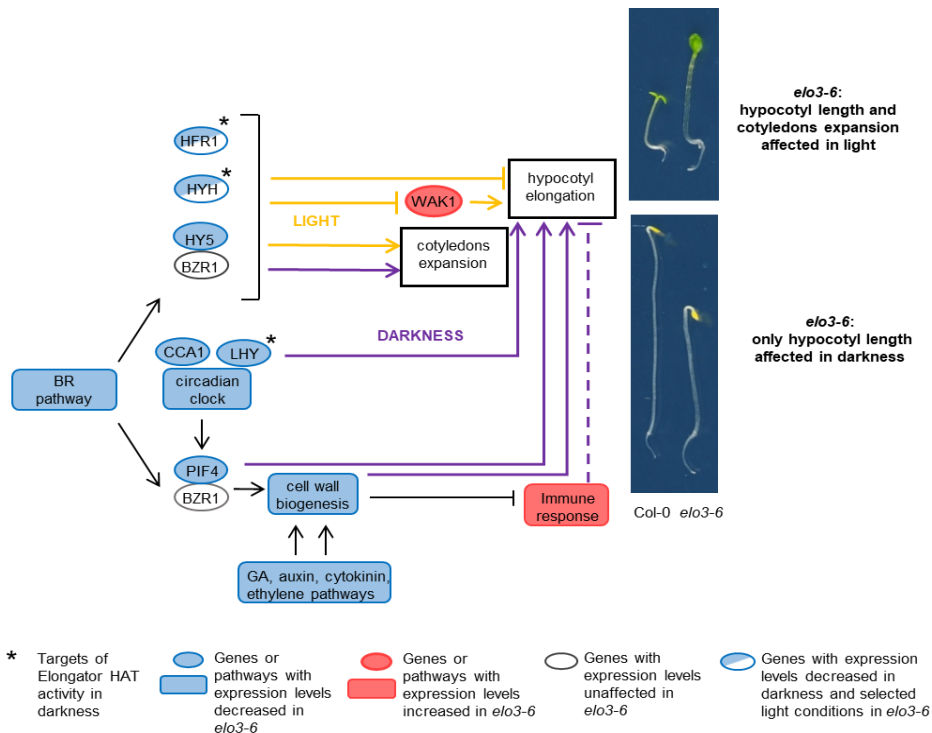 HFR1
*
HYH
*
HY5
BZR1
LIGHT
WAK1
hypocotyl
elongation
cotyledons
expansion
elo3-6:
hypocotyl length and
cotyledons expansion
affected in light
DARKNESS
CCA1
LHY
*
circadian
clock
BR
pathway
PIF4
BZR1
cell wall
biogenesis
Immune
response
GA, auxin, cytokinin,
ethylene pathways
elo3-6:
only hypocotyl length
affected in darkness
Col-0 elo3-6
*
Targets of
Elongator HAT
activity in
darkness
Genes or
pathways with
expression levels
decreased in
elo3-6
Genes or
pathways with
expression levels
increased in elo3-6
Genes with
expression levels
unaffected in
elo3-6
Genes with expression
levels decreased in
darkness and selected
light conditions in elo3-6